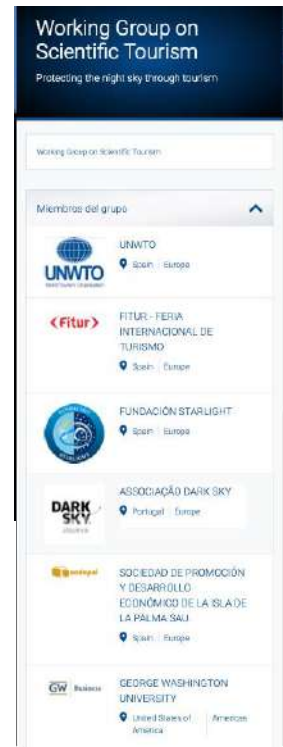 Working Group on
Scientific Tourism
Protecting the night sky through tourism
Working Group on Scientific Tourism
Miembros del grupo
UNWTO
UNWTO
Spain | Europe
<Fitur>
FITUR - FERIA
INTERNACIONAL DE
TURISMO
Spain | Europe
FUNDACIÓN STARLIGHT
Spain | Europe
DARK
SKY
ASSOCIAÇÃO DARK SKY
Portugal | Europe
SOCIEDAD DE PROMOCIÓN
Y DESARROLLO
ECONÓMICO DE LA ISLA DE
LA PALMA SAU
Spain | Europe
GW Business
GEORGE WASHINGTON
UNIVERSITY
United States of
America | Americas